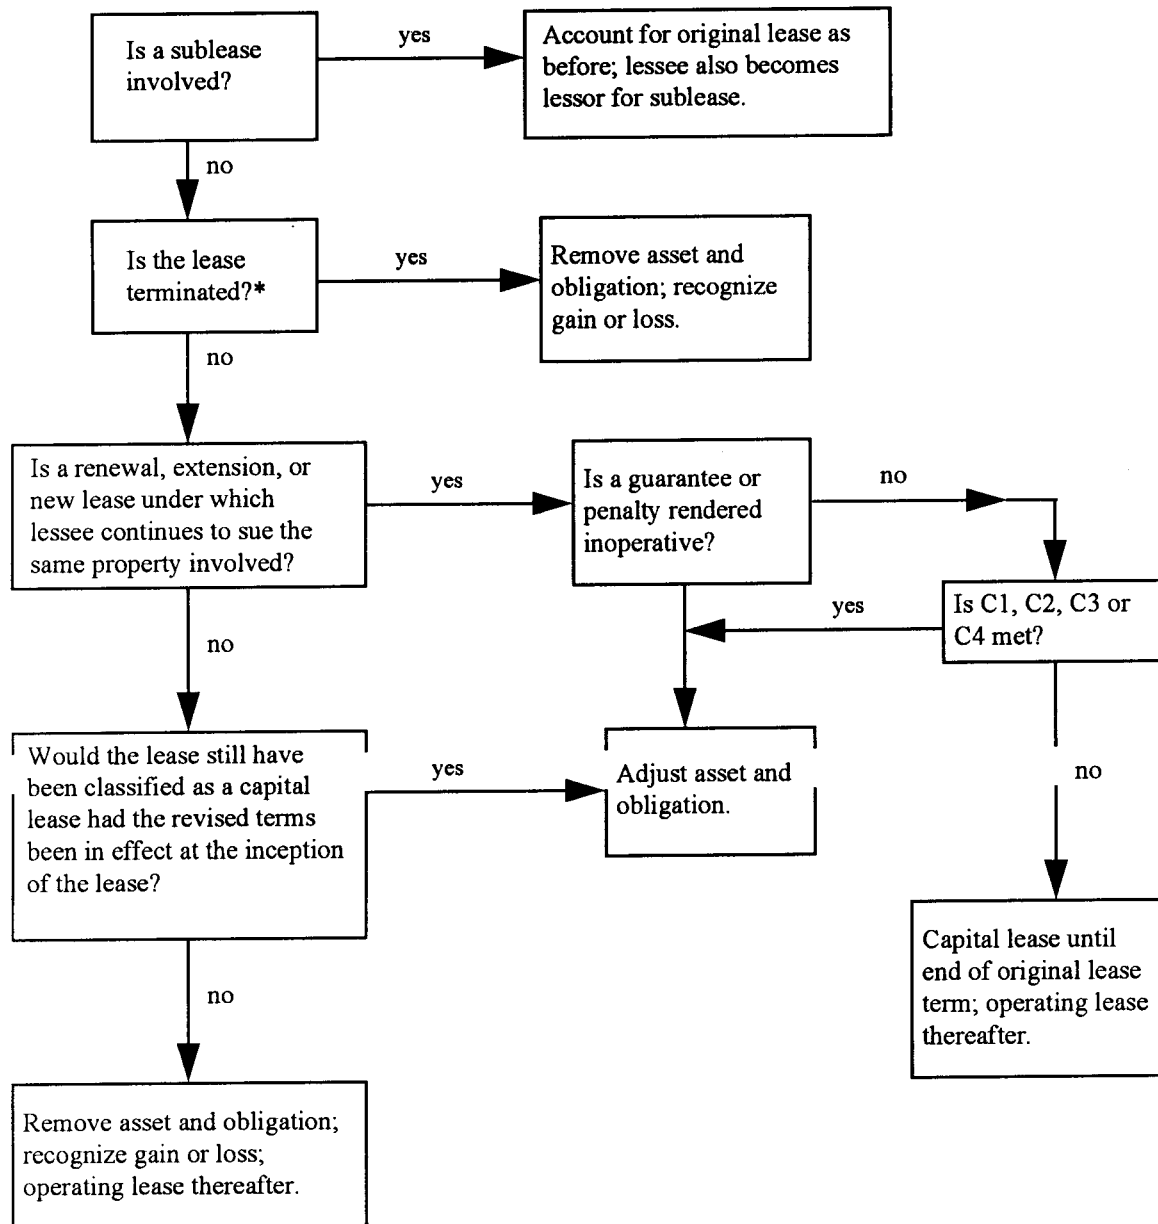 Is a sublease
involved?
yes
Account for original lease as
before; lessee also becomes
lessor for sublease.
no
Is the lease
terminated?*
yes
Remove asset and
obligation; recognize
gain or loss.
no
Is a renewal, extension, or
new lease under which
lessee continues to sue the
same property involved?
yes
Is a guarantee or
penalty rendered
inoperative?
no
Is C1, C2, C3 or
C4 met?
yes
no
Would the lease still have
been classified as a capital
lease had the revised terms
been in effect at the inception
of the lease?
yes
Adjust asset and
obligation.
no
Capital lease until
end of original lease
term; operating lease
thereafter.
no
Remove asset and obligation;
recognize gain or loss;
operating lease thereafter.